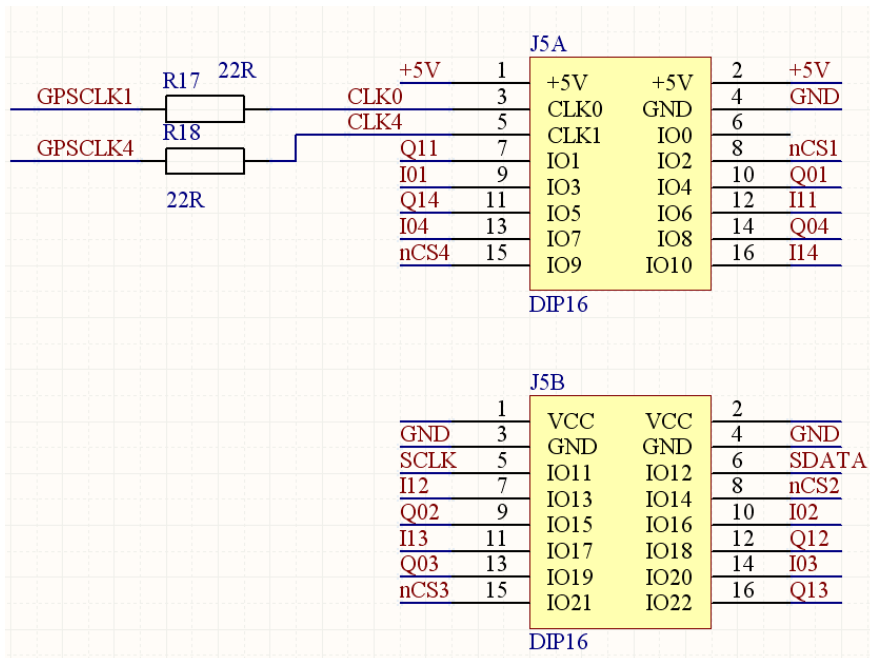 J5A
+5V 1 +5V +5V 2 +5V
R17 22R
GPSCLK1 CLK0 3 CLK0 GND 4 GND
R18 CLK4 5 CLK1 IO0 6
GPSCLK4 Q11 7 IO1 IO2 8 nCS1
I01 9 IO3 IO4 10 Q01
22R Q14 11 IO5 IO6 12 I11
I04 13 IO7 IO8 14 Q04
nCS4 15 IO9 IO10 16 I14
DIP16
J5B
1 VCC VCC 2
GND 3 GND GND 4 GND
SCLK 5 IO11 IO12 6 SDATA
I12 7 IO13 IO14 8 nCS2
Q02 9 IO15 IO16 10 I02
I13 11 IO17 IO18 12 Q12
Q03 13 IO19 IO20 14 I03
nCS3 15 IO21 IO22 16 Q13
DIP16